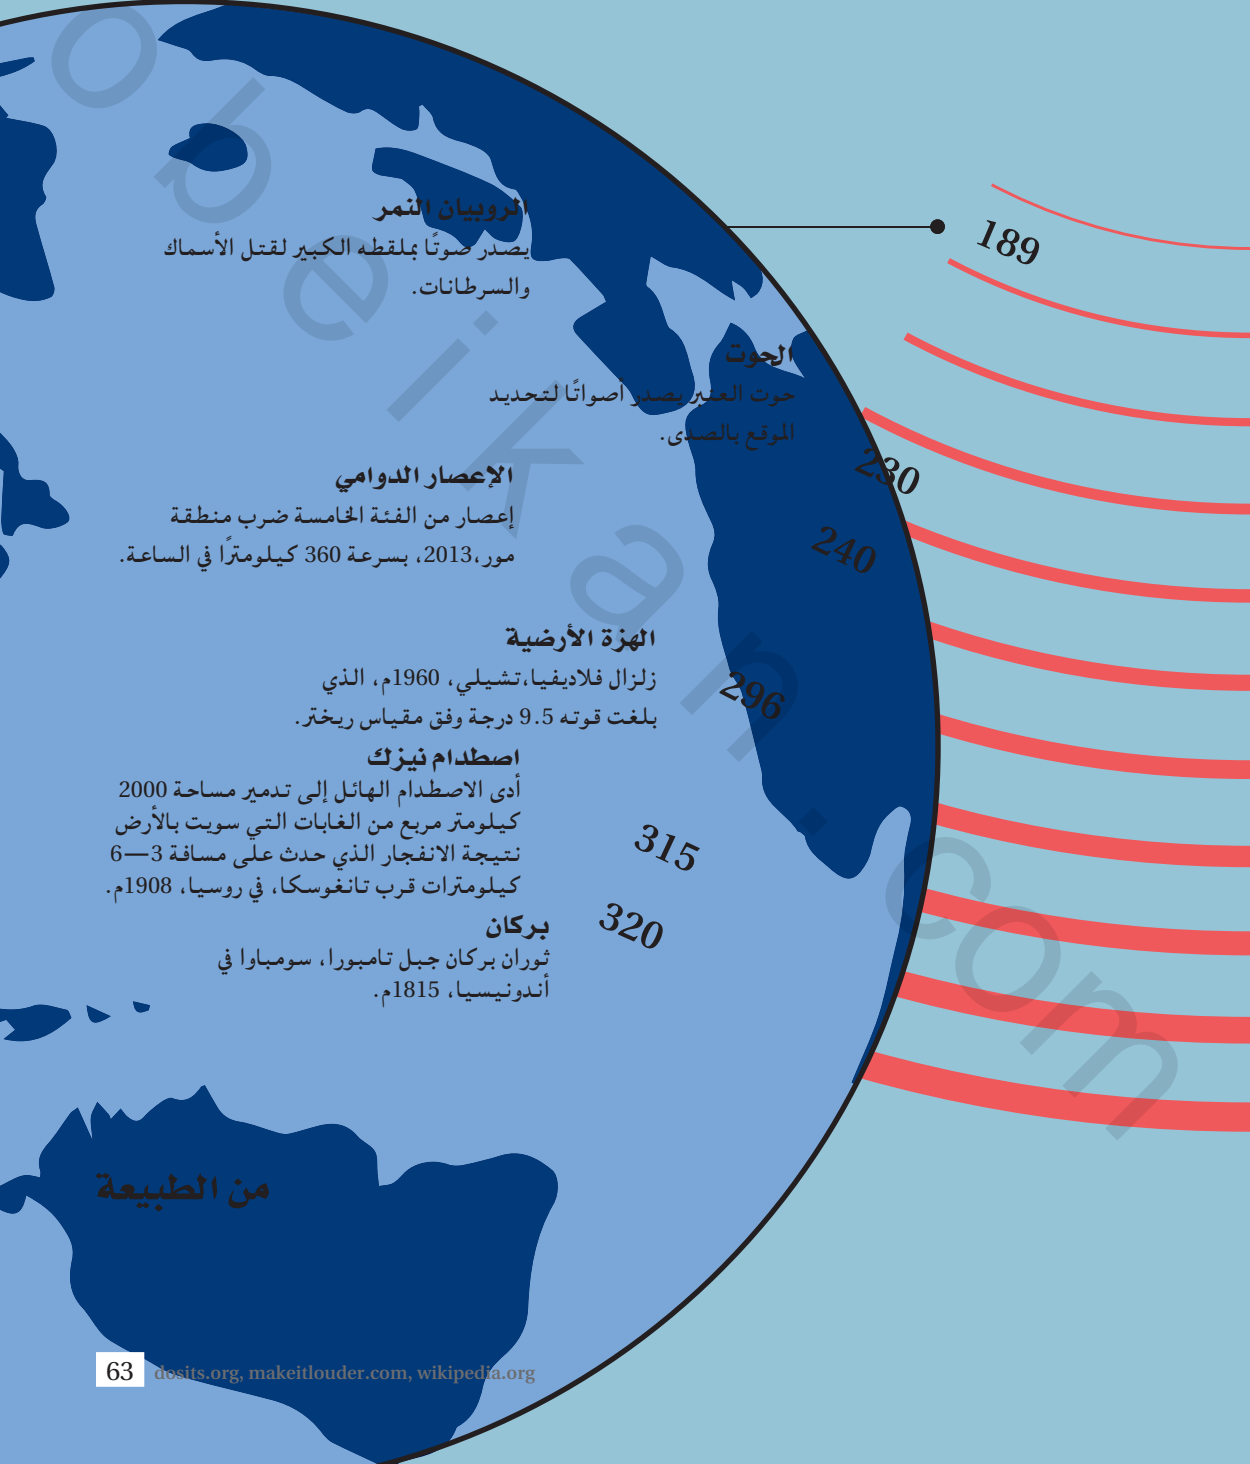 الروبيان النمر
يصدر صوتًا بملقطه الكبير لقتل الأسماك
والسرطانات.
189
الحوت
حوت العنبر يصدر أصواتًا لتحديد
الموقع بالصدى.
230
الإعصار الدوامي
إعصار من الفئة الخامسة ضرب منطقة
مور،2013، بسرعة 360 كيلومترًا في الساعة.
240
الهزة الأرضية
زلزال فلاديفيا،تشيلي، 1960م، الذي
بلغت قوته 9.5 درجة وفق مقياس ريختر.
296
اصطدام نيزك
أدى الاصطدام الهائل إلى تدمير مساحة 2000
كيلومتر مربع من الغابات التي سويت بالأرض
نتيجة الانفجار الذي حدث على مسافة 3—6
كيلومترات قرب تانغوسكا، في روسيا، 1908م.
315
بركان
ثوران بركان جبل تامبورا، سومباوا في
أندونيسيا، 1815م.
320
من الطبيعة
63 dosits.org, makeitlouder.com, wikipedia.org
obeikan.com